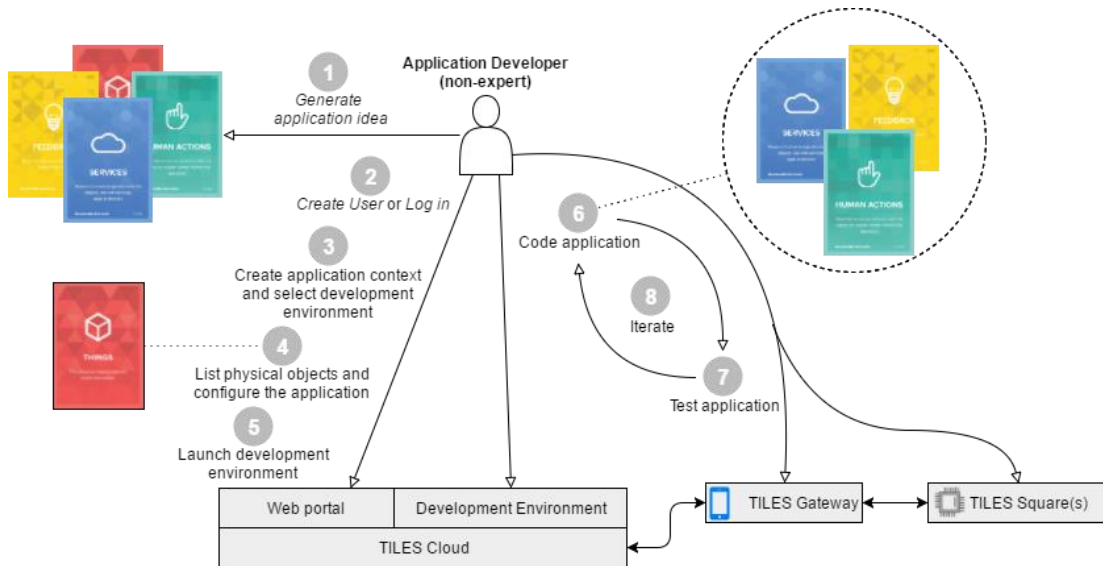 Application Developer
(non-expert)
1
Generate
application idea
FEEDBACK
HUMAN ACTIONS
SERVICES
2
Create User or Log in
3
Create application context
and select development
environment
THINGS
4
List physical objects and
configure the application
5
Launch development
environment
6
Code application
8
Iterate
7
Test application
SERVICES
FEEDBACK
HUMAN ACTIONS
Web portal
Development Environment
TILES Cloud
TILES Gateway
TILES Square(s)